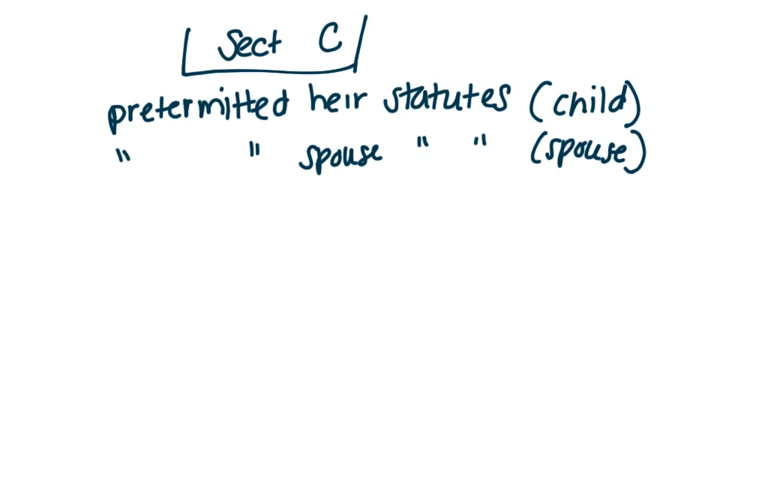 Sect C
pretermitted heir statutes (child)
" " spouse " " (spouse)